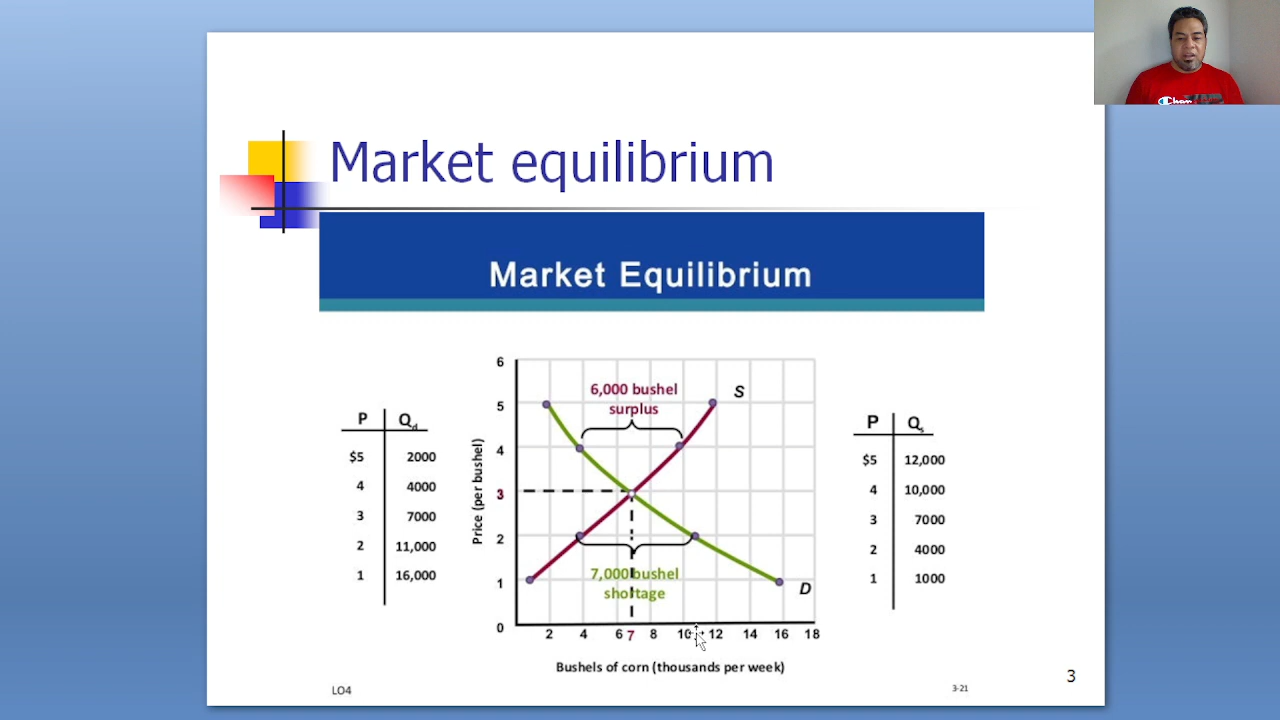 Market equilibrium
Market Equilibrium
P Qd
$5 2000
4 4000
3 7000
2 11,000
1 16,000
Price (per bushel)
6
5
4
3
2
1
0
6,000 bushel
surplus
S
7,000 bushel
shortage
D
2 4 6 7 8 10 12 14 16 18
Bushels of corn (thousands per week)
P Qs
$5 12,000
4 10,000
3 7000
2 4000
1 1000
LO4
3-21
3